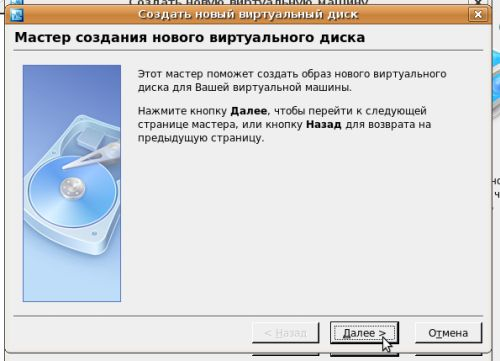 Создать новую виртуальную машину
Создать новый виртуальный диск
Мастер создания нового виртуального диска
Этот мастер поможет создать образ нового виртуального
диска для Вашей виртуальной машины.
Нажмите кнопку Далее, чтобы перейти к следующей
странице мастера, или кнопку Назад для возврата на
предыдущую страницу.
< Назад
Далее >
Отмена